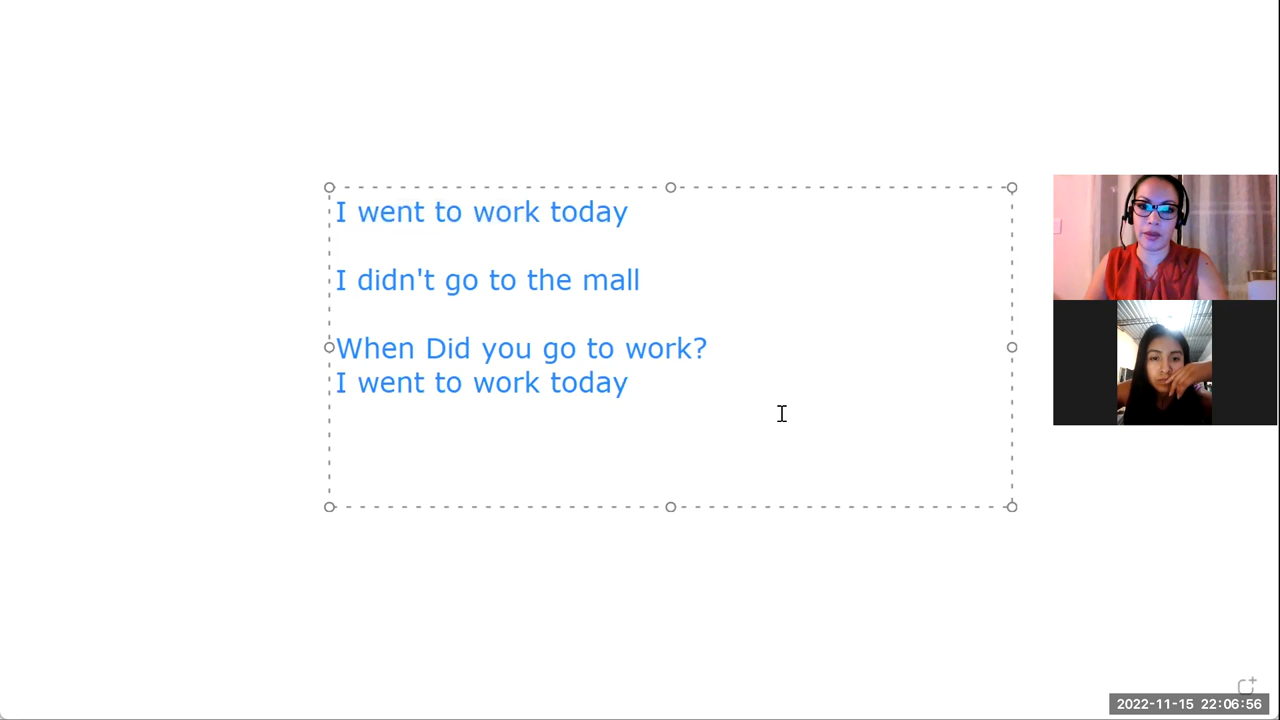 I went to work today
I didn't go to the mall
When Did you go to work?
I went to work today
2022-11-15 22:06:56